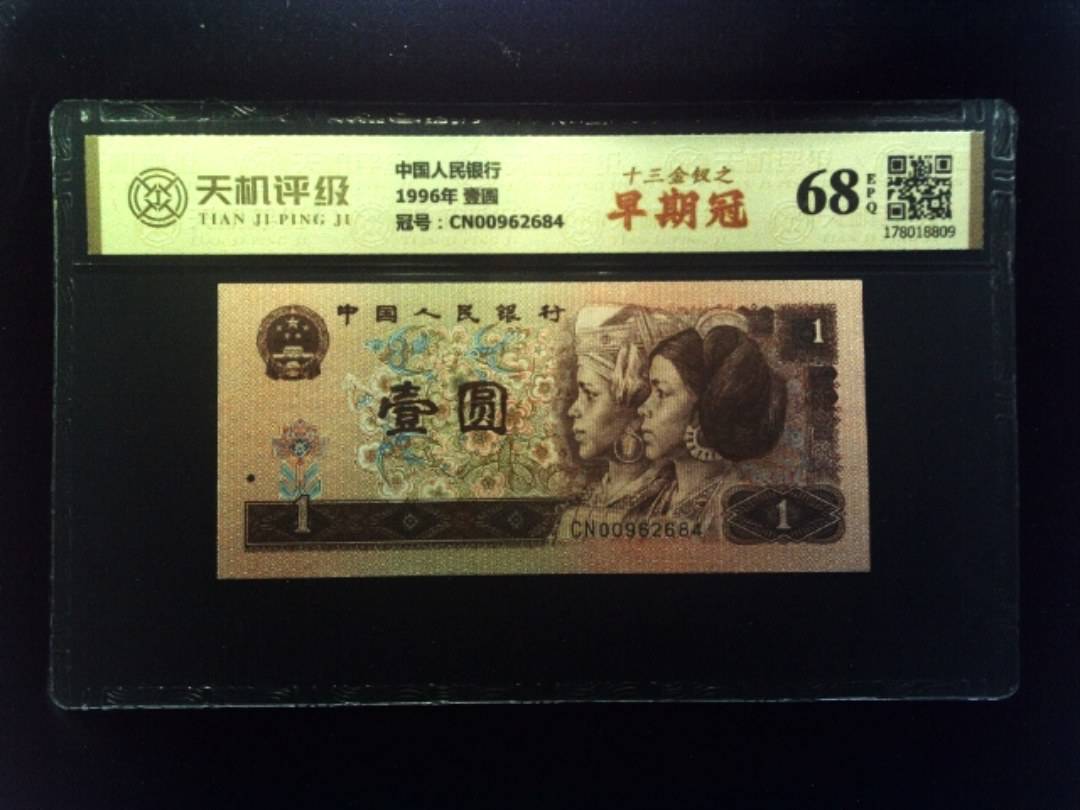 天机评级
TIAN JI PING JI
中国人民银行
1996年 壹圆
冠号：CN00962684
十三金钗之
早期冠
68
EPQ
178018809
中国人民银行
1
壹圆
1
CN00962684
1